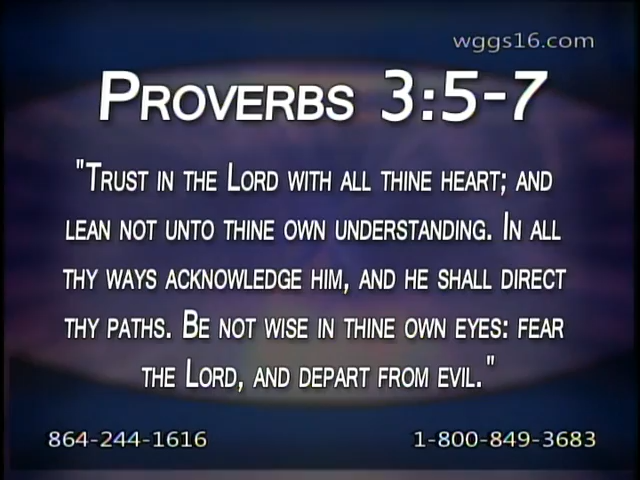 wggs16.com
Proverbs 3:5-7
"Trust in the Lord with all thine heart; and
lean not unto thine own understanding. In all
thy ways acknowledge him, and he shall direct
thy paths. Be not wise in thine own eyes: fear
the Lord, and depart from evil."
864-244-1616 1-800-849-3683